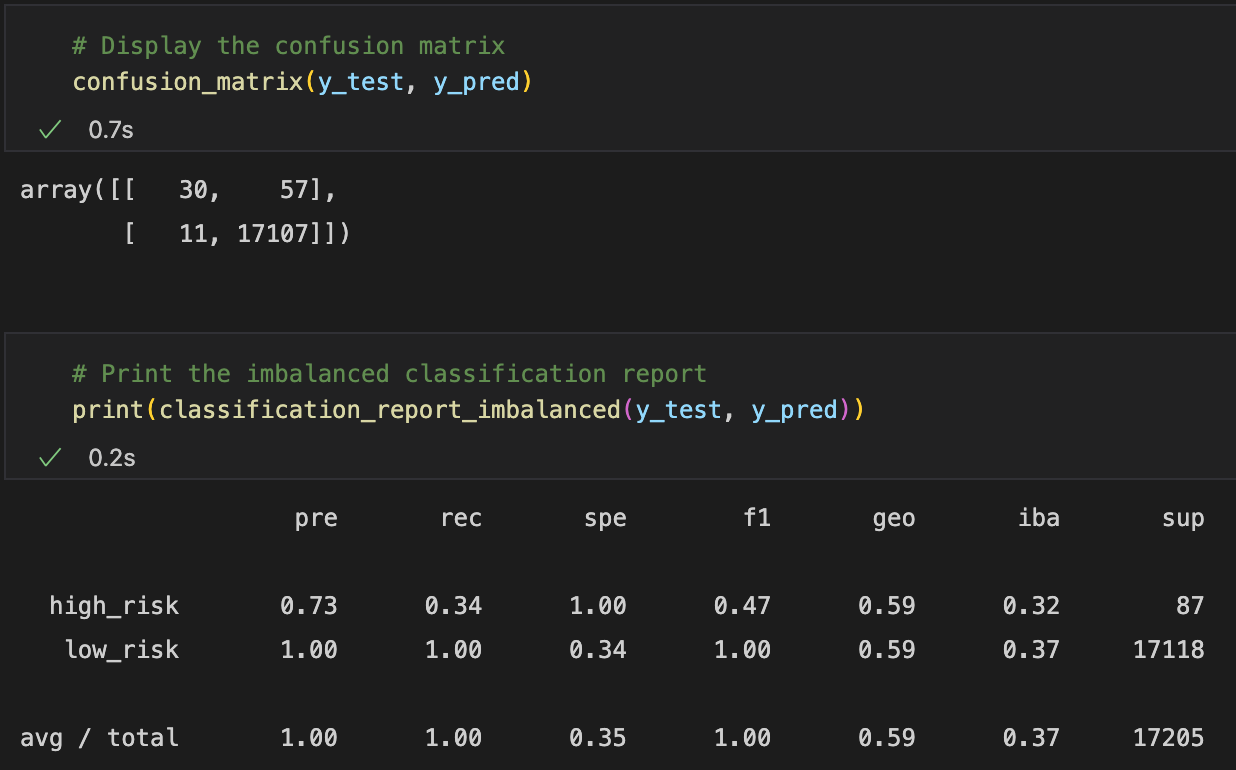 # Display the confusion matrix
confusion_matrix(y_test, y_pred)
0.7s
array([[   30,    57],
       [   11, 17107]])
# Print the imbalanced classification report
print(classification_report_imbalanced(y_test, y_pred))
0.2s
                   pre       rec       spe        f1       geo       iba       sup
  high_risk       0.73      0.34      1.00      0.47      0.59      0.32        87
   low_risk       1.00      1.00      0.34      1.00      0.59      0.37     17118
avg / total       1.00      1.00      0.35      1.00      0.59      0.37     17205